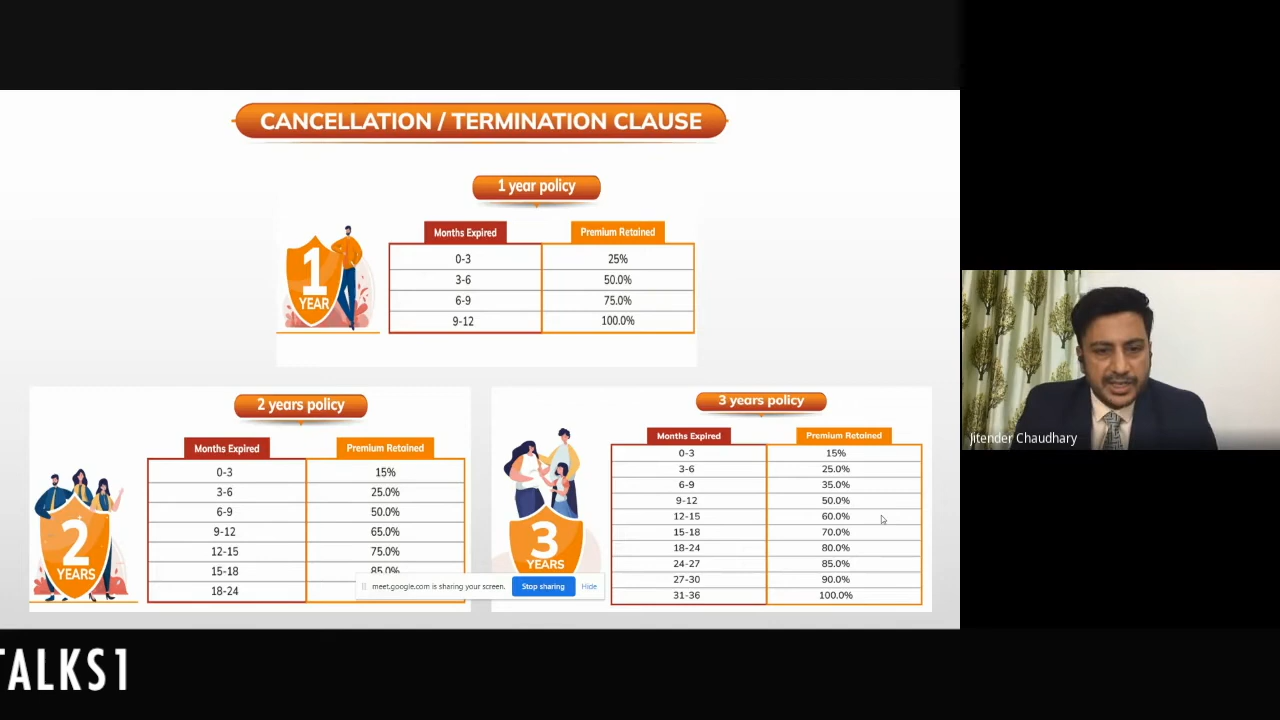 CANCELLATION / TERMINATION CLAUSE
1 year policy
Months Expired Premium Retained
0-3 25%
3-6 50.0%
6-9 75.0%
9-12 100.0%
1
YEAR
2 years policy
Months Expired Premium Retained
0-3 15%
3-6 25.0%
6-9 50.0%
9-12 65.0%
12-15 75.0%
15-18 85.0%
18-24
2
YEARS
3 years policy
Months Expired Premium Retained
0-3 15%
3-6 25.0%
6-9 35.0%
9-12 50.0%
12-15 60.0%
15-18 70.0%
18-24 80.0%
24-27 85.0%
27-30 90.0%
31-36 100.0%
3
YEARS
meet.google.com is sharing your screen. Stop sharing Hide
Jitender Chaudhary
TALKS1